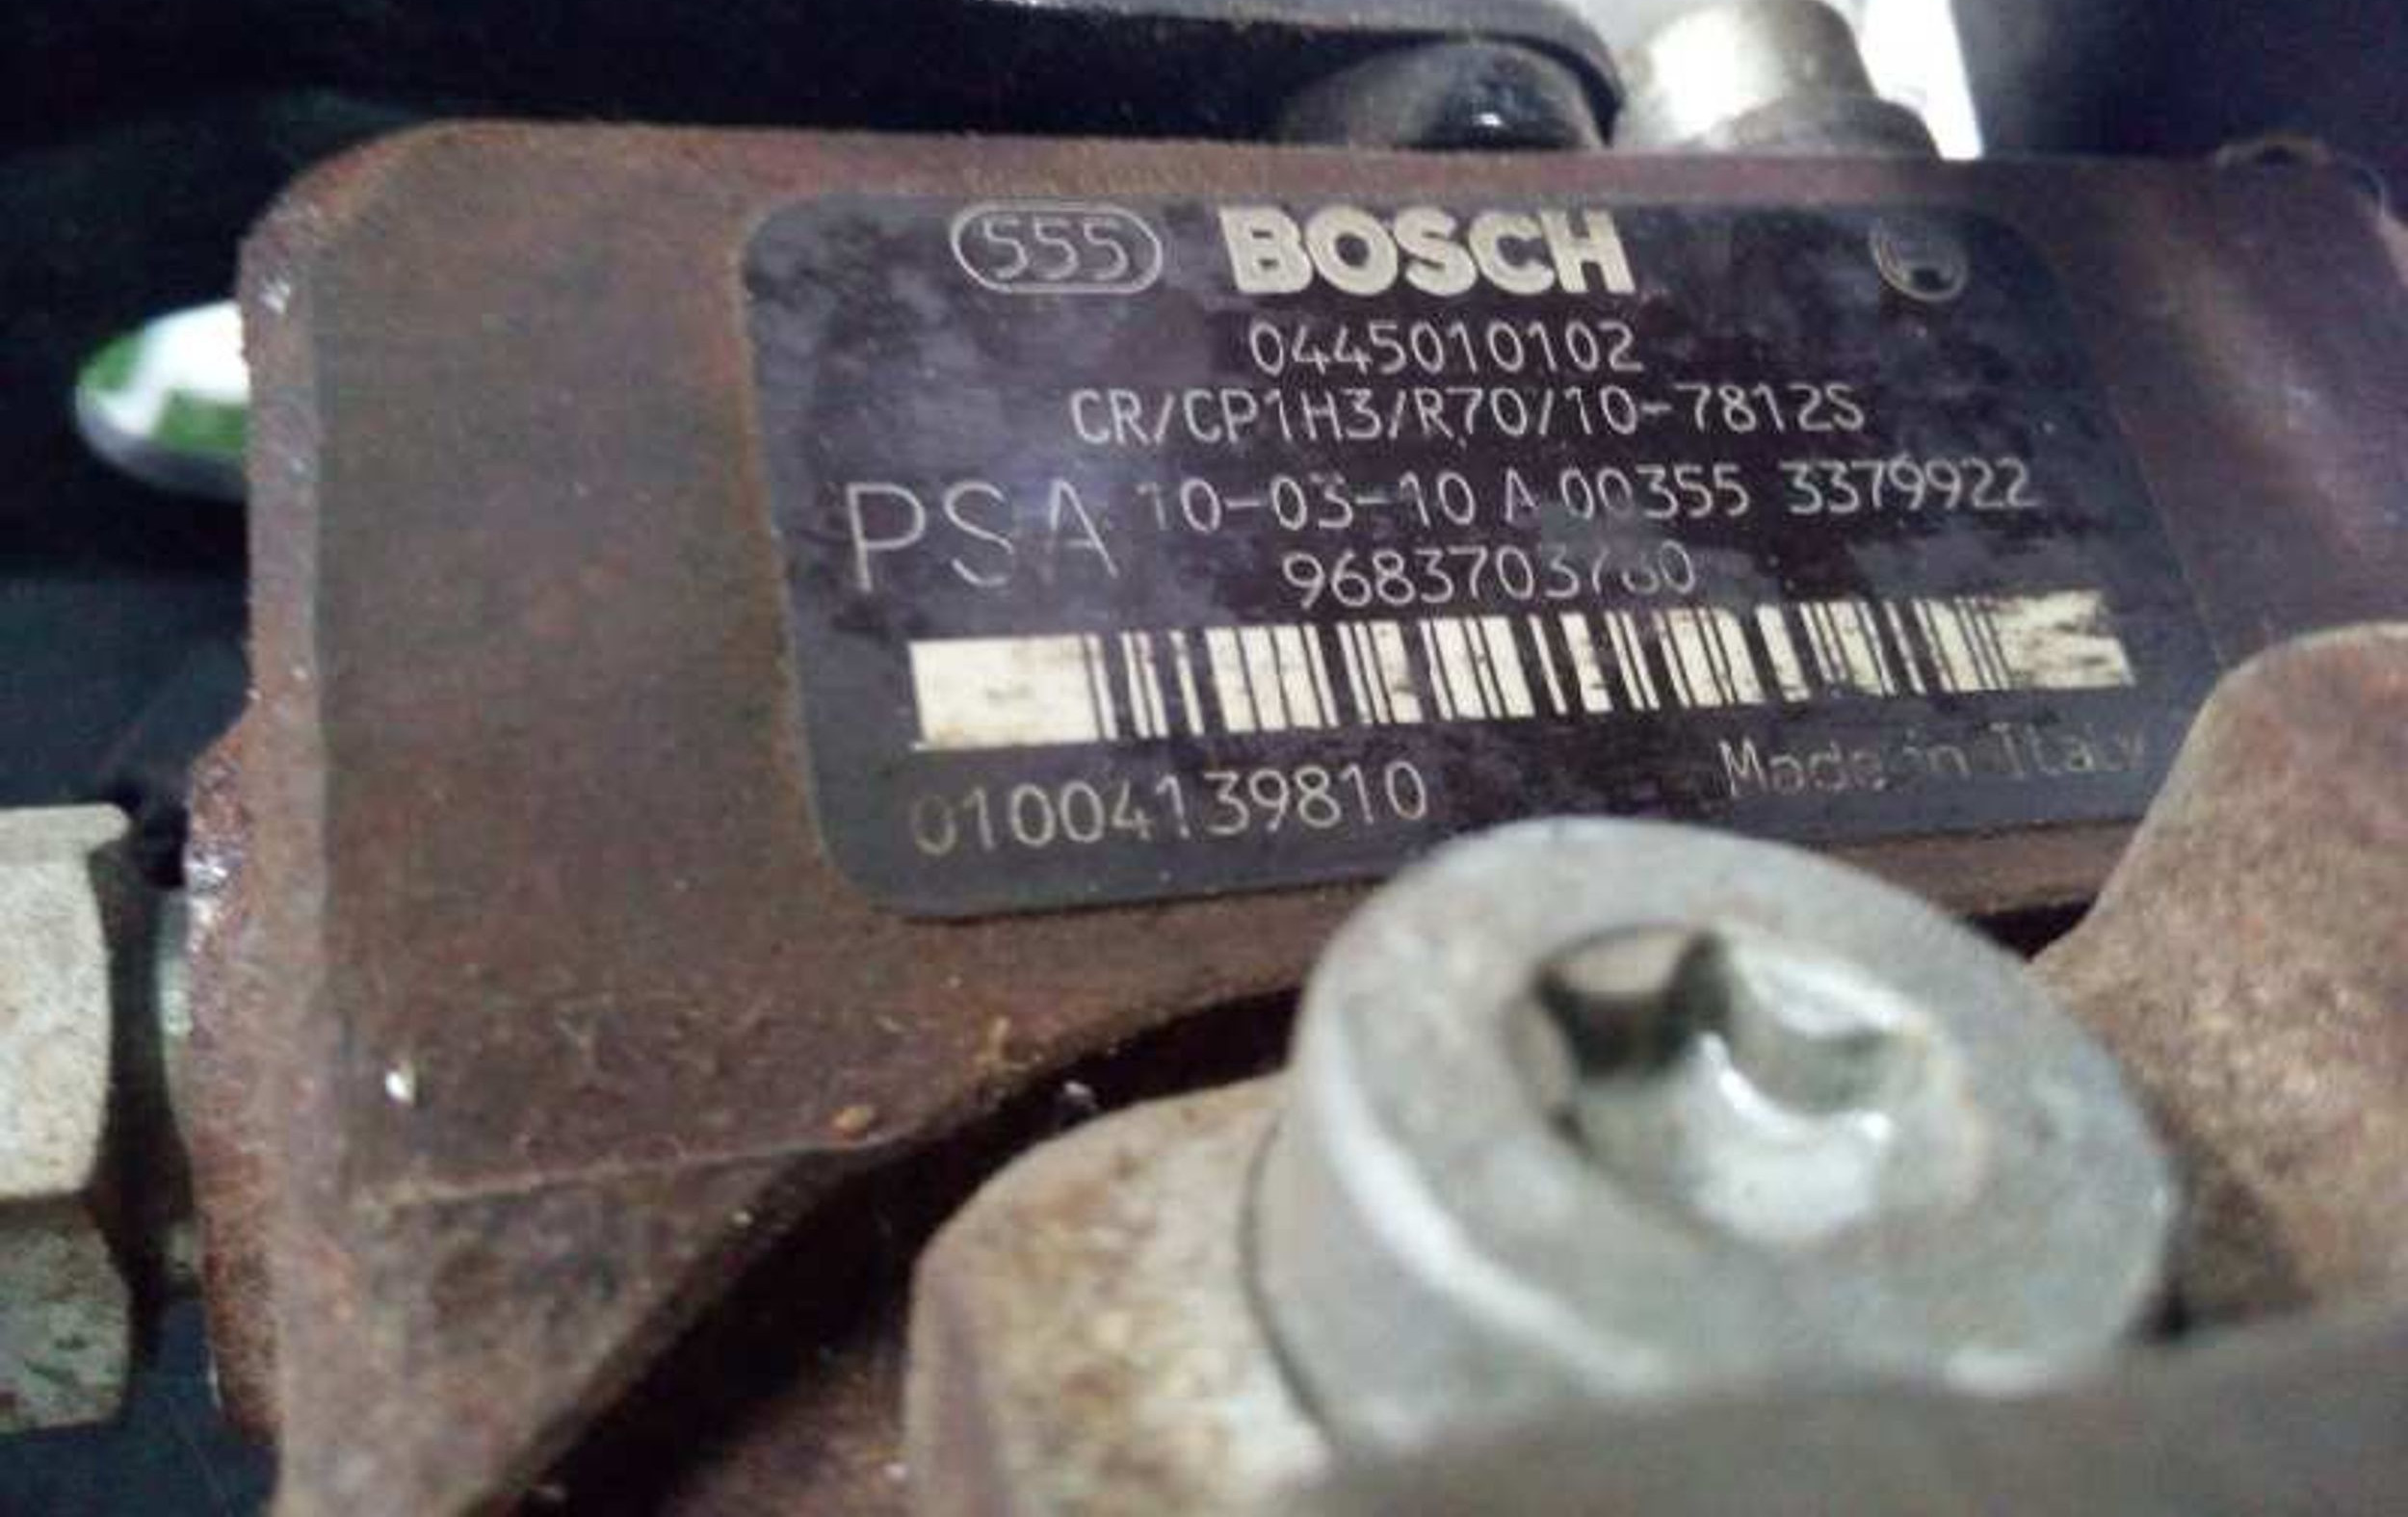 555 BOSCH
0445010102
CR/CP1H3/R70/10-7812S
PSA 10-03-10 A 00355 3379922
01004139810
Made in Italy